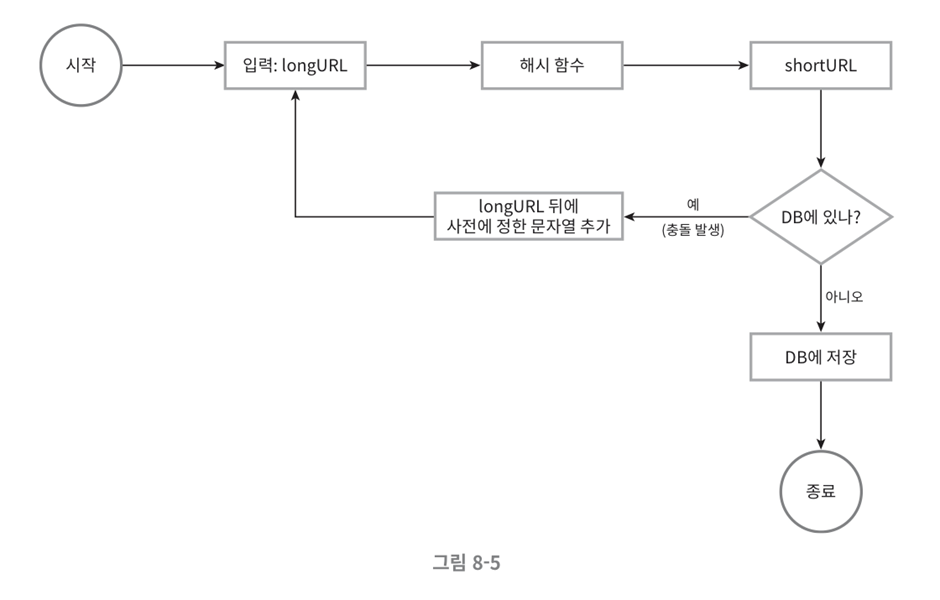 시작
입력: longURL
해시 함수
shortURL
longURL 뒤에
사전에 정한 문자열 추가
예
(충돌 발생)
DB에 있나?
아니오
DB에 저장
종료
그림 8-5